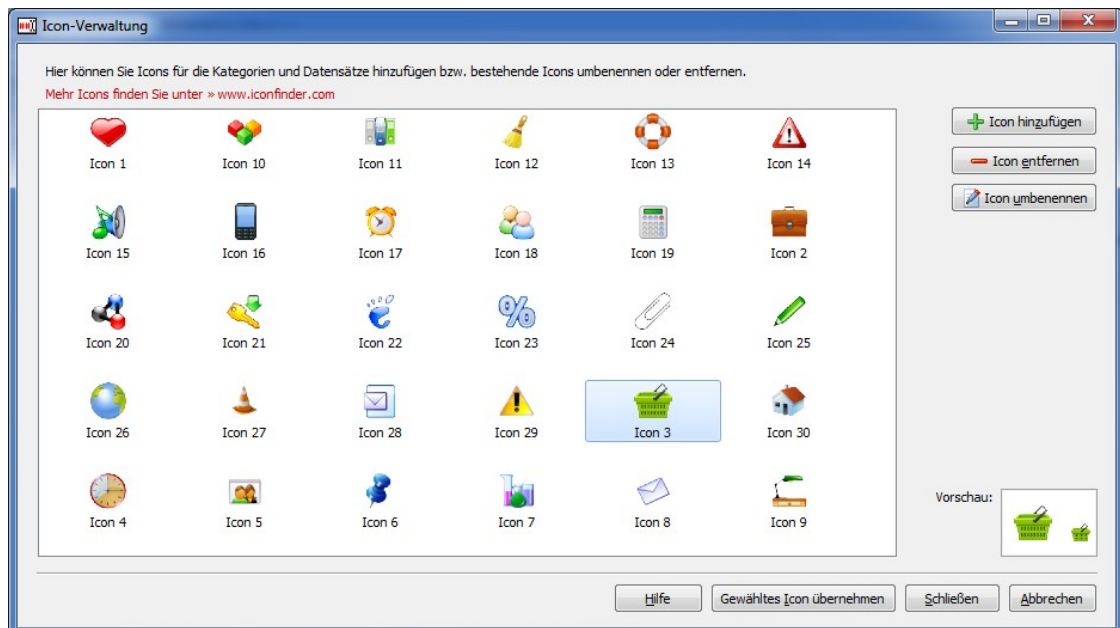 Icon-Verwaltung
Hier können Sie Icons für die Kategorien und Datensätze hinzufügen bzw. bestehende Icons umbenennen oder entfernen.
Mehr Icons finden Sie unter » www.iconfinder.com
Icon 1 Icon 10 Icon 11 Icon 12 Icon 13 Icon 14
Icon 15 Icon 16 Icon 17 Icon 18 Icon 19 Icon 2
Icon 20 Icon 21 Icon 22 Icon 23 Icon 24 Icon 25
Icon 26 Icon 27 Icon 28 Icon 29 Icon 3 Icon 30
Icon 4 Icon 5 Icon 6 Icon 7 Icon 8 Icon 9
Icon hinzufügen
Icon entfernen
Icon umbenennen
Vorschau:
Hilfe Gewähltes Icon übernehmen Schließen Abbrechen